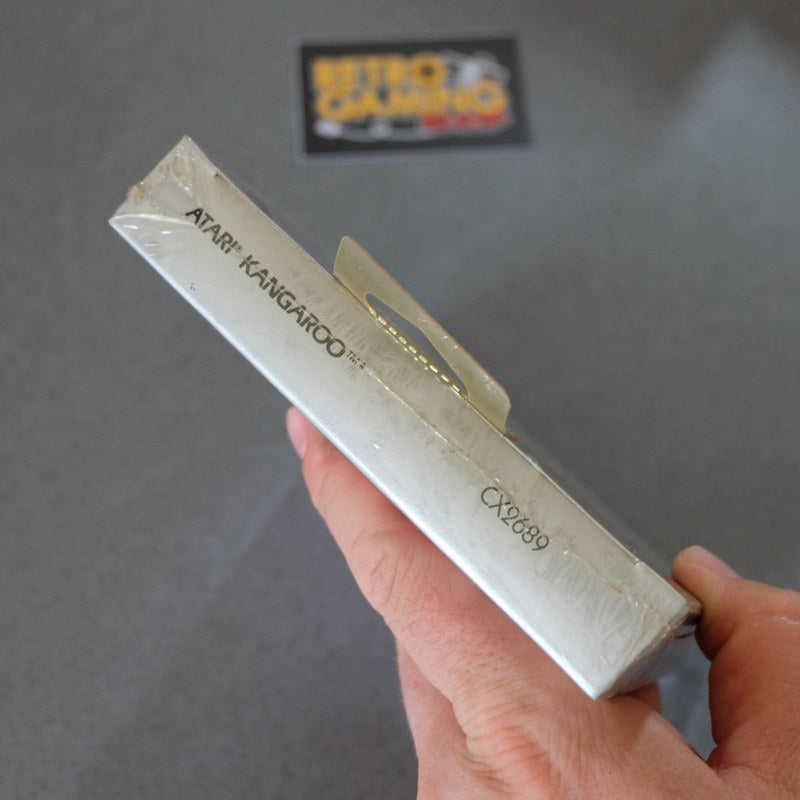 RETRO
GAMING
ATARI® KANGAROO™
CX2689